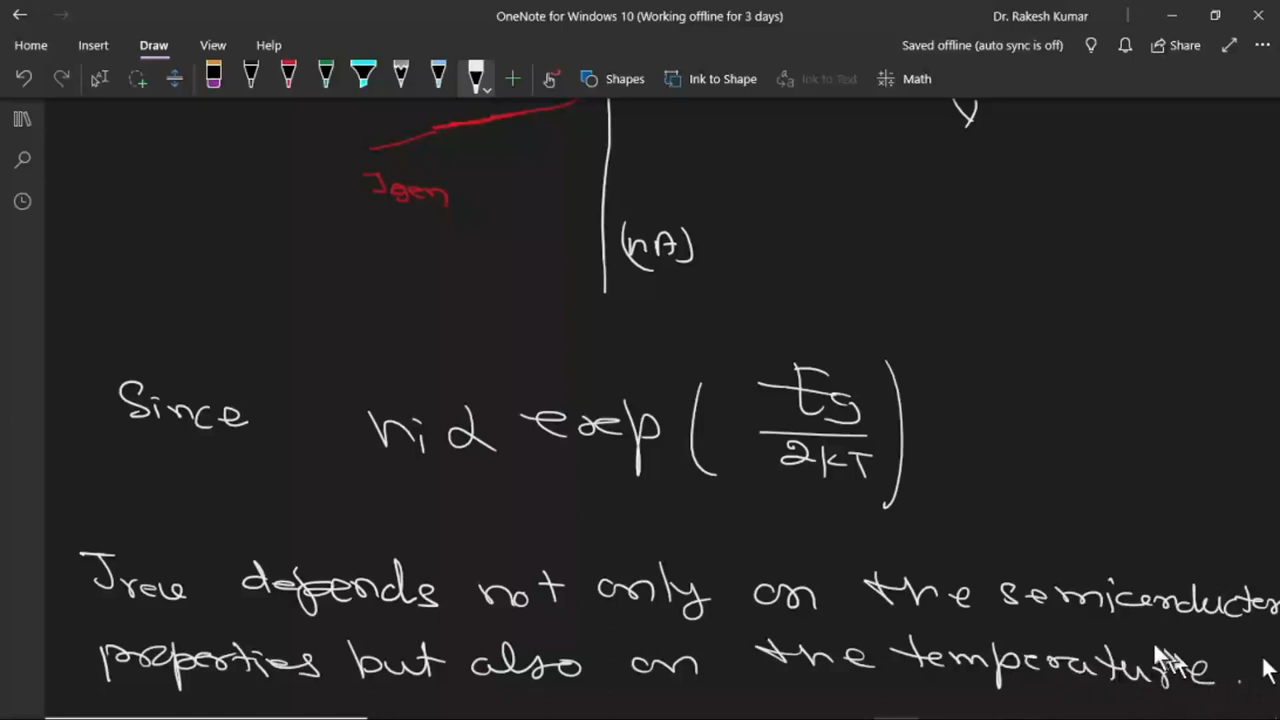 OneNote for Windows 10 (Working offline for 3 days)
Dr. Rakesh Kumar
Home Insert Draw View Help
Saved offline (auto sync is off)
Share
Shapes
Ink to Shape
Ink to Text
Math
Jgen
(nA)
Since ni α exp(-Eg/2KT)
Jrev depends not only on the semiconductor
properties but also on the temperature.